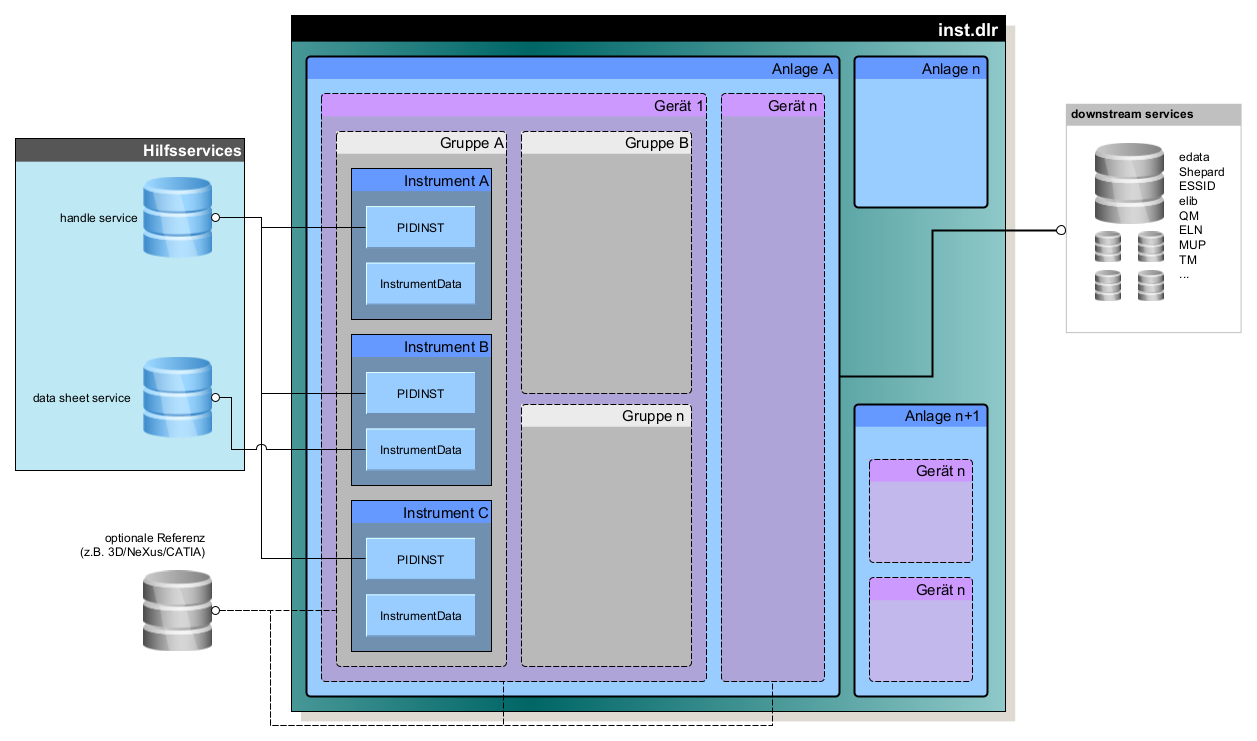 inst.dlr
Anlage A
Anlage n
Gerät 1
Gerät n
downstream services
Gruppe A
Gruppe B
Hilfsservices
edata
Shepard
ESSID
elib
QM
ELN
MUP
TM
...
Instrument A
handle service
PIDINST
InstrumentData
Instrument B
PIDINST
data sheet service
Gruppe n
Anlage n+1
InstrumentData
Gerät n
Instrument C
optionale Referenz
(z.B. 3D/NeXus/CATIA)
PIDINST
Gerät n
InstrumentData